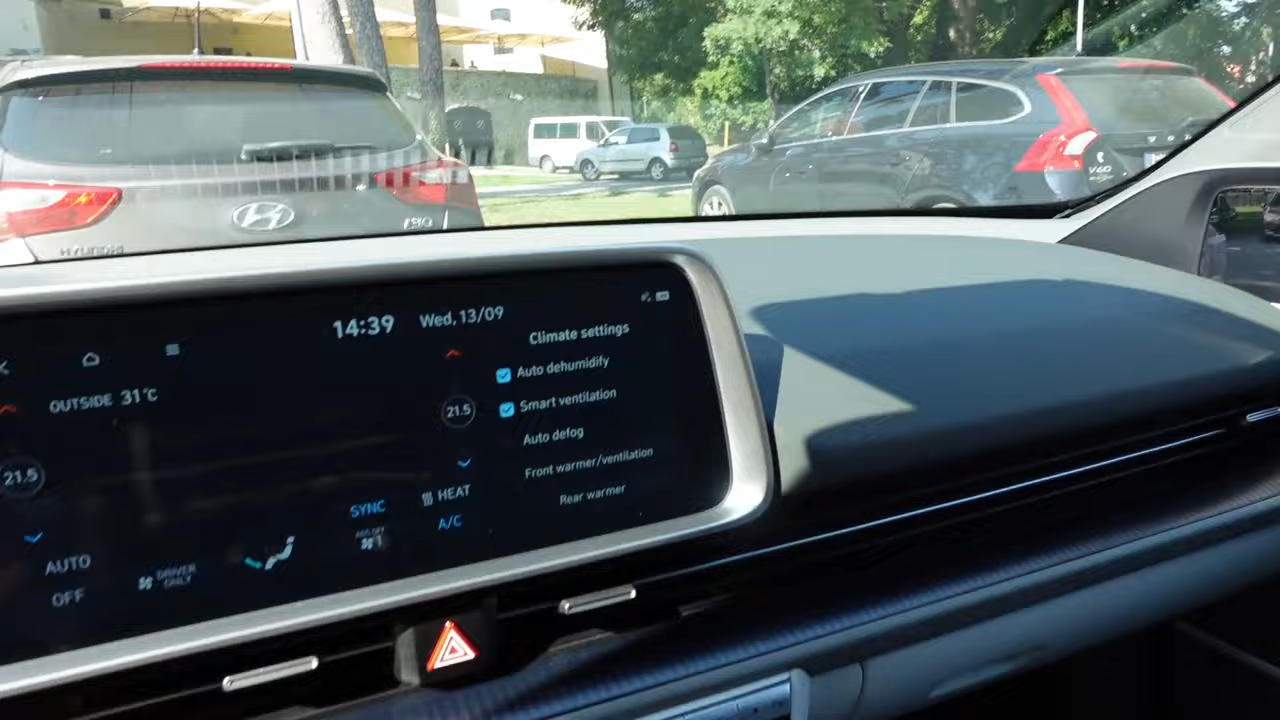 HYUNDAI
i30
V60
14:39
Wed, 13/09
OUTSIDE 31°C
21.5
21.5
AUTO
OFF
DRIVER ONLY
SYNC
HEAT
A/C
Climate settings
Auto dehumidify
Smart ventilation
Auto defog
Front warmer/ventilation
Rear warmer